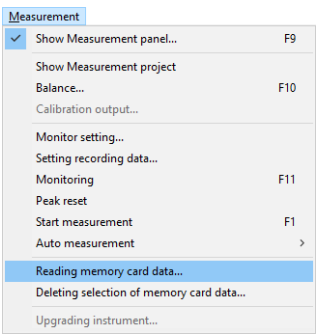 Measurement
Show Measurement panel... F9
Show Measurement project
Balance... F10
Calibration output...
Monitor setting...
Setting recording data...
Monitoring F11
Peak reset
Start measurement F1
Auto measurement
Reading memory card data...
Deleting selection of memory card data...
Upgrading instrument...